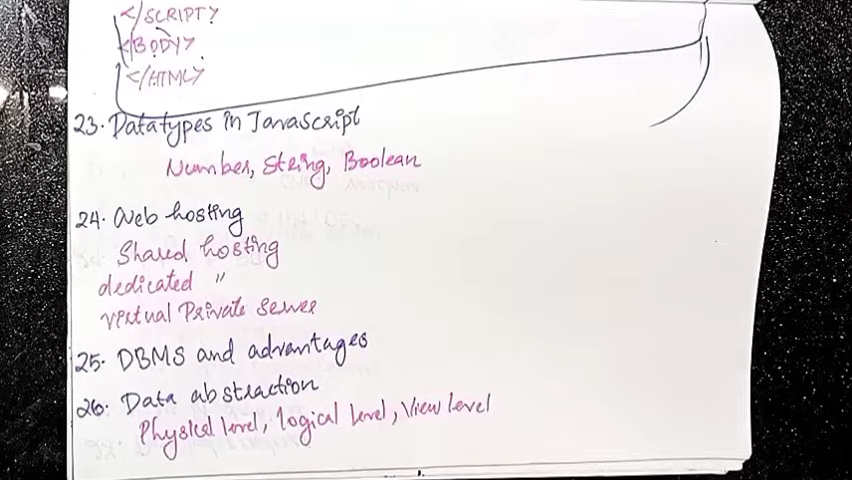 </SCRIPT>
</BODY>
</HTML>
23. Datatypes in JavaScript
Number, String, Boolean
24. Web hosting
Shared hosting
dedicated "
virtual Private Server
25. DBMS and advantages
26. Data abstraction
Physical level, logical level, View level